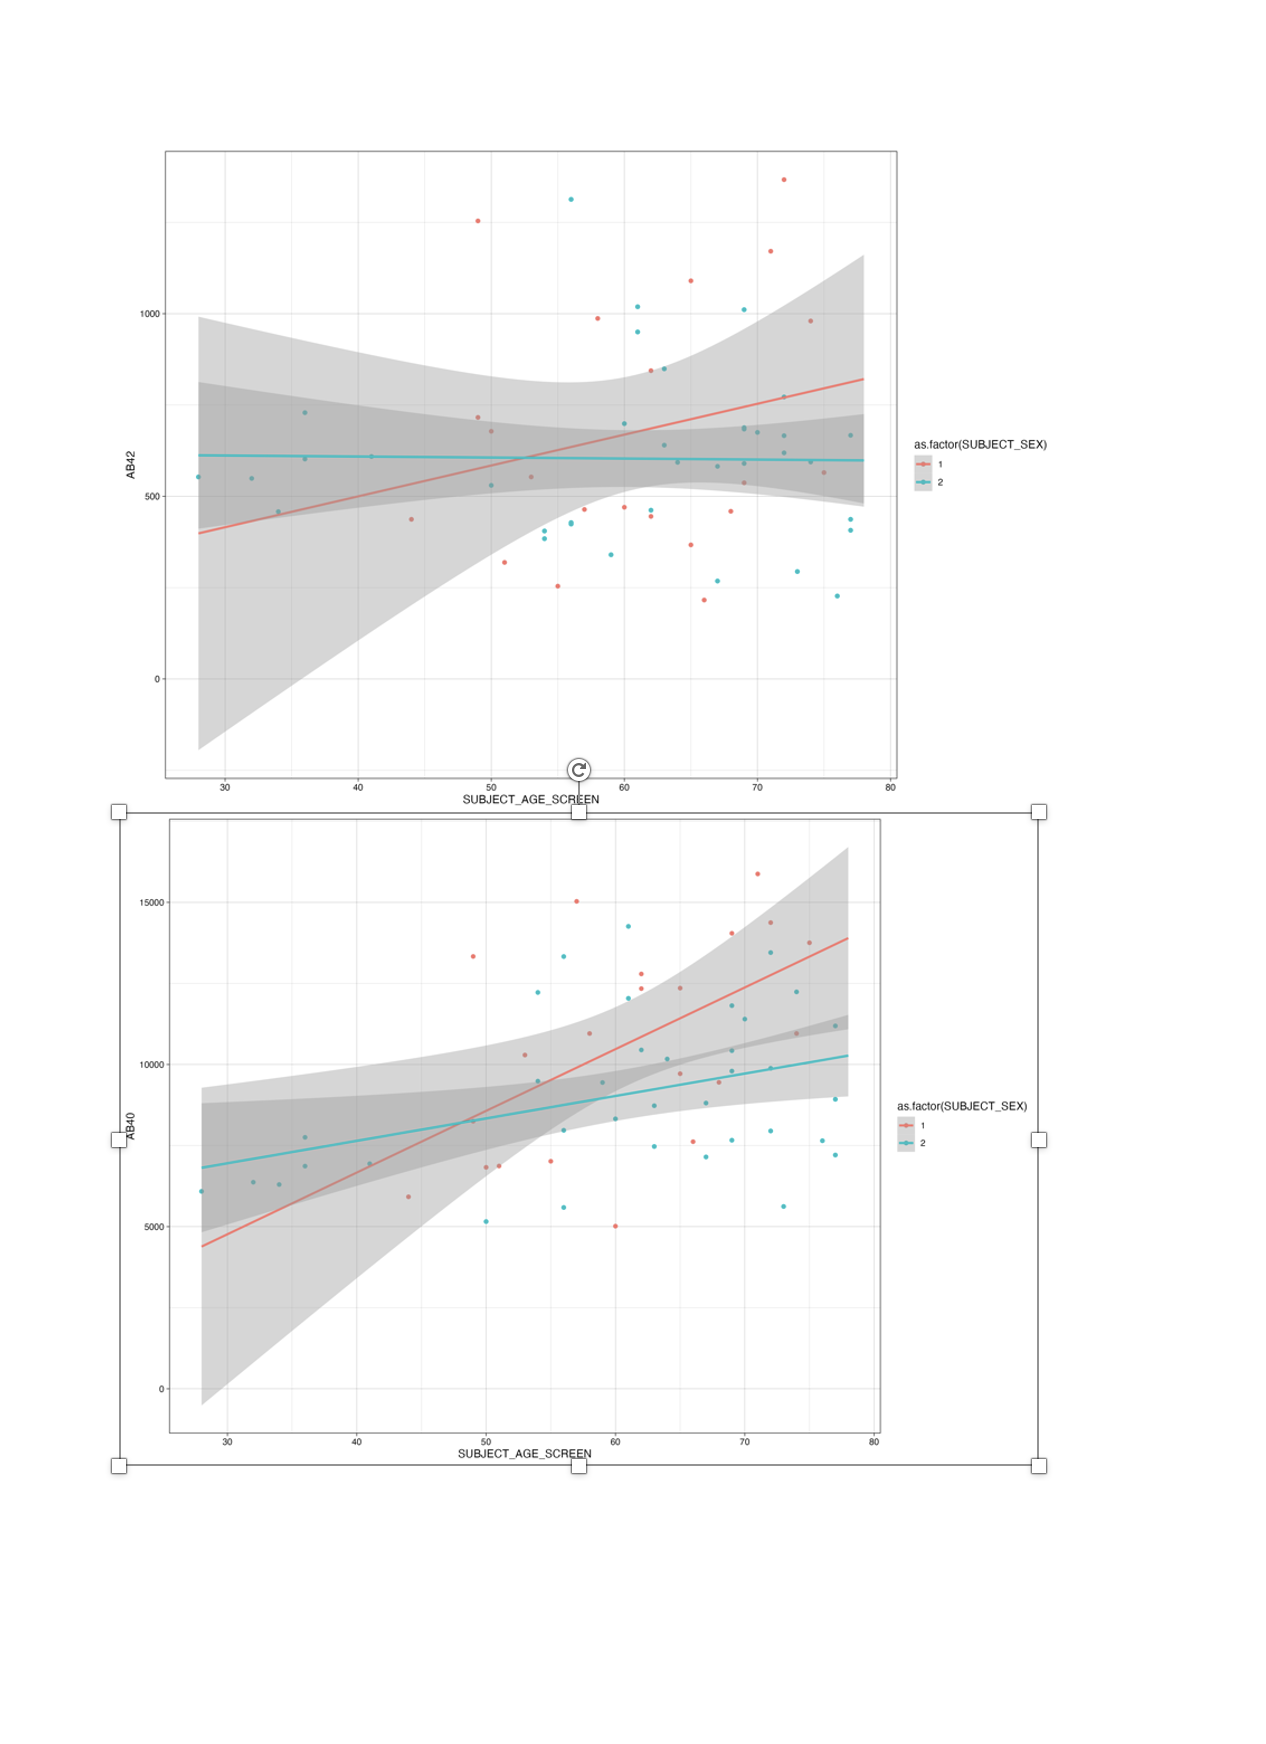 1000
500
0
AB42
30 40 50 60 70 80
SUBJECT_AGE_SCREEN
as.factor(SUBJECT_SEX)
1
2
15000
10000
5000
0
AB40
30 40 50 60 70 80
SUBJECT_AGE_SCREEN
as.factor(SUBJECT_SEX)
1
2